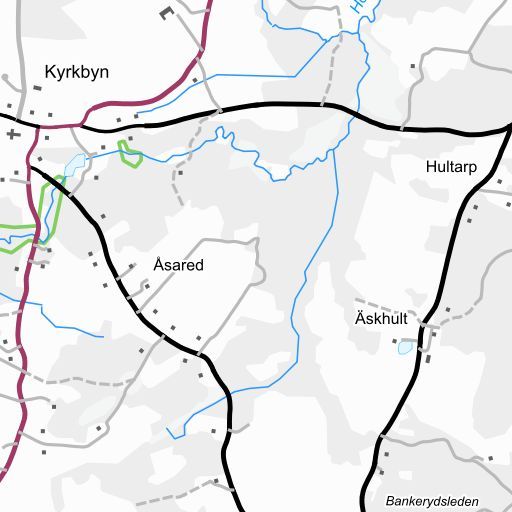 Kyrkbyn
Hultarp
Åsared
Äskhult
Bankerydsleden